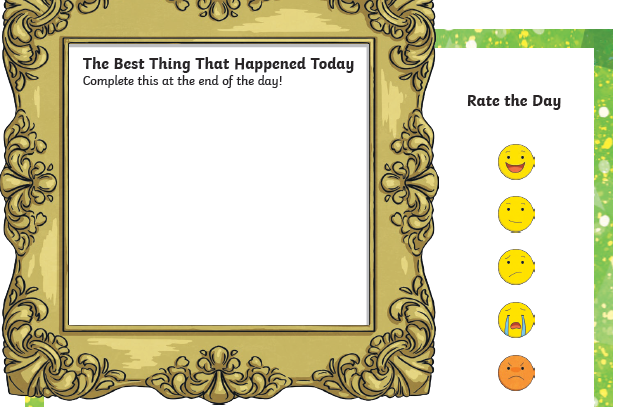 The Best Thing That Happened Today
Complete this at the end of the day!
Rate the Day